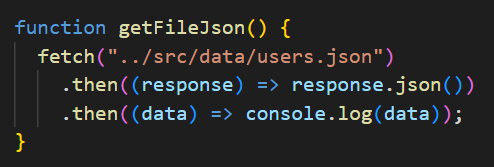 function getFileJson() {
  fetch("../src/data/users.json")
    .then((response) => response.json())
    .then((data) => console.log(data));
}